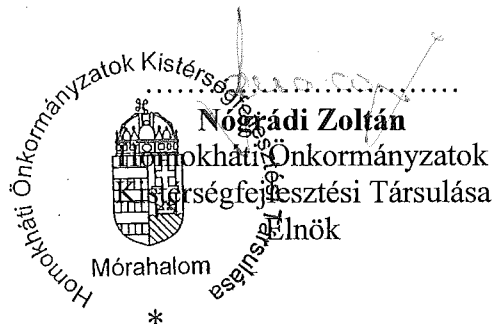 Homokháti Önkormányzatok Kistérségfejlesztési Társulása
Mórahalom
*
Nógrádi Zoltán
Homokháti Önkormányzatok
Kistérségfejlesztési Társulása
Elnök